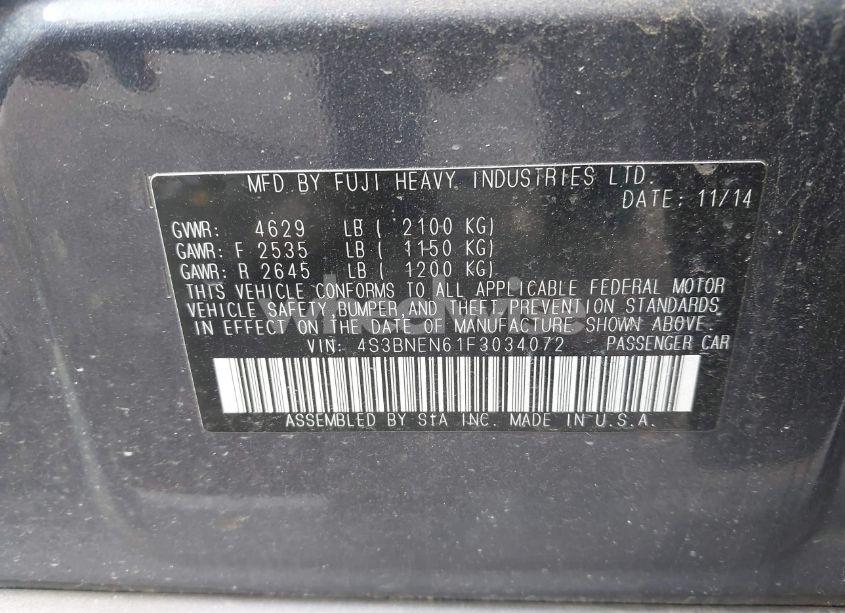 MFD. BY FUJI HEAVY INDUSTRIES LTD.
DATE: 11/14
GVWR: 4629 LB ( 2100 KG)
GAWR: F 2535 LB ( 1150 KG)
GAWR: R 2645 LB ( 1200 KG)
THIS VEHICLE CONFORMS TO ALL APPLICABLE FEDERAL MOTOR
VEHICLE SAFETY, BUMPER, AND THEFT PREVENTION STANDARDS
IN EFFECT ON THE DATE OF MANUFACTURE SHOWN ABOVE.
VIN: 4S3BNEN61F3034072 PASSENGER CAR
ASSEMBLED BY SIA INC. MADE IN U.S.A.